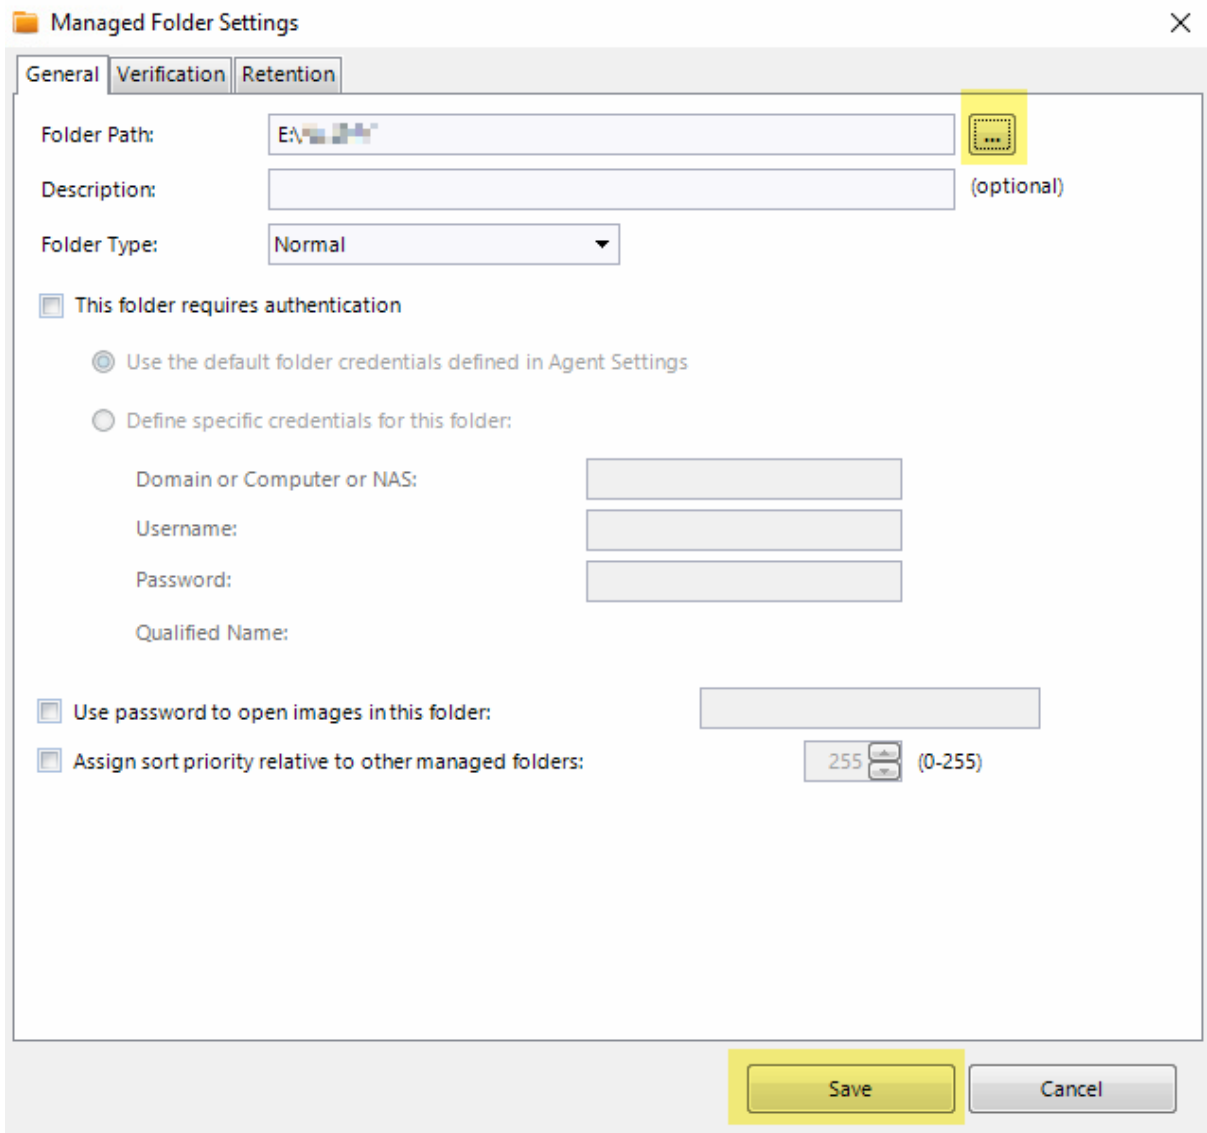 Managed Folder Settings
General Verification Retention
Folder Path: E:\ ...
Description: (optional)
Folder Type: Normal
This folder requires authentication
Use the default folder credentials defined in Agent Settings
Define specific credentials for this folder:
Domain or Computer or NAS:
Username:
Password:
Qualified Name:
Use password to open images in this folder:
Assign sort priority relative to other managed folders: 255 (0-255)
Save Cancel